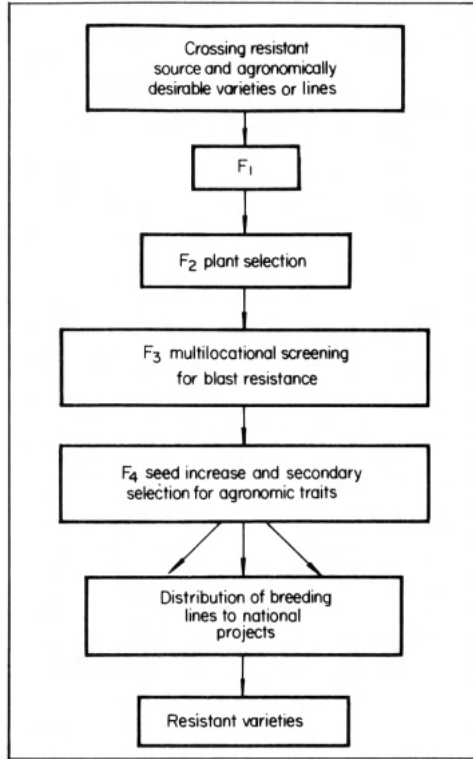 Crossing resistant
source and agronomically
desirable varieties or lines
F₁
F₂ plant selection
F₃ multilocational screening
for blast resistance
F₄ seed increase and secondary
selection for agronomic traits
Distribution of breeding
lines to national
projects
Resistant varieties